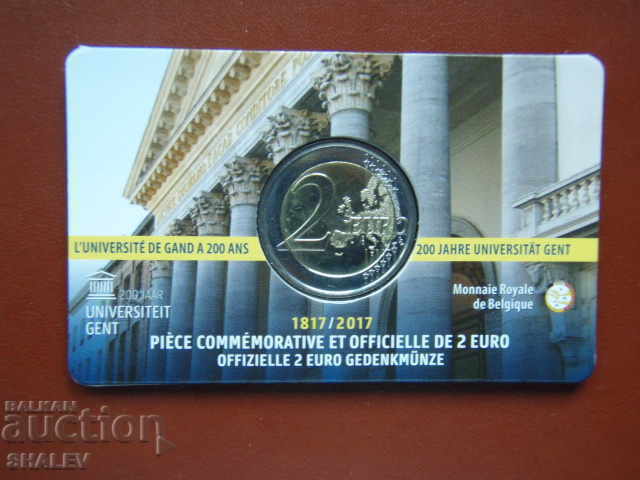 L'UNIVERSITÉ DE GAND A 200 ANS
200 JAHRE UNIVERSITÄT GENT
2 EURO
200 JAAR
UNIVERSITEIT
GENT
Monnaie Royale
de Belgique
1817/2017
PIÈCE COMMÉMORATIVE ET OFFICIELLE DE 2 EURO
OFFIZIELLE 2 EURO GEDENKMÜNZE
BALKAN
auction
SHALEV